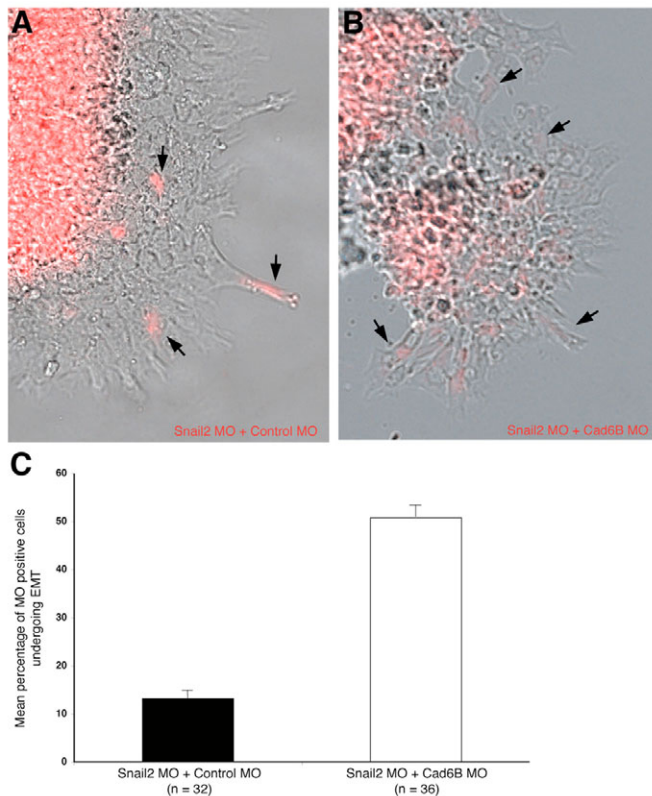 A
B
Snail2 MO + Control MO
Snail2 MO + Cad6B MO
C
Mean percentage of MO positive cells
undergoing EMT
60
50
40
30
20
10
0
Snail2 MO + Control MO
(n = 32)
Snail2 MO + Cad6B MO
(n = 36)